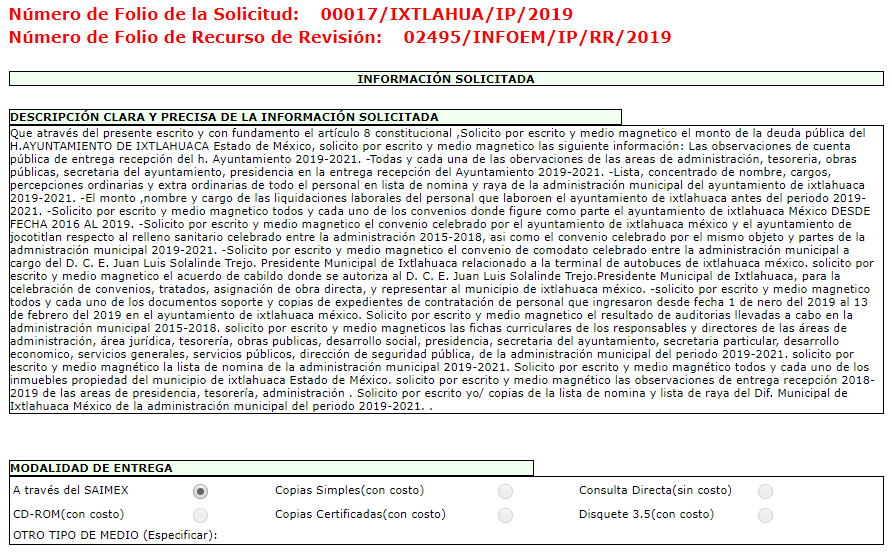 Número de Folio de la Solicitud: 00017/IXTLAHUA/IP/2019
Número de Folio de Recurso de Revisión: 02495/INFOEM/IP/RR/2019
INFORMACIÓN SOLICITADA
DESCRIPCIÓN CLARA Y PRECISA DE LA INFORMACIÓN SOLICITADA
Que através del presente escrito y con fundamento el artículo 8 constitucional ,Solicito por escrito y medio magnetico el monto de la deuda pública del
H.AYUNTAMIENTO DE IXTLAHUACA Estado de México, solicito por escrito y medio magnetico las siguiente información: Las observaciones de cuenta
pública de entrega recepción del h. Ayuntamiento 2019-2021. -Todas y cada una de las obervaciones de las areas de administración, tesoreria, obras
públicas, secretaria del ayuntamiento, presidencia en la entrega recepción del Ayuntamiento 2019-2021. -Lista, concentrado de nombre, cargos,
percepciones ordinarias y extra ordinarias de todo el personal en lista de nomina y raya de la administración municipal del ayuntamiento de ixtlahuaca
2019-2021. -El monto ,nombre y cargo de las liquidaciones laborales del personal que laboroen el ayuntamiento de ixtlahuaca antes del periodo 2019-
2021. -Solicito por escrito y medio magnetico todos y cada uno de los convenios donde figure como parte el ayuntamiento de ixtlahuaca México DESDE
FECHA 2016 AL 2019. -Solicito por escrito y medio magnetico el convenio celebrado por el ayuntamiento de ixtlahuaca méxico y el ayuntamiento de
jocotitlan respecto al relleno sanitario celebrado entre la administración 2015-2018, asi como el convenio celebrado por el mismo objeto y partes de la
admnistración municipal 2019-2021. -Solicito por escrito y medio magnetico el convenio de comodato celebrado entre la administración municipal a
cargo del D. C. E. Juan Luis Solalinde Trejo. Presidente Municipal de Ixtlahuaca relacionado a la terminal de autobuces de ixtlahuaca méxico. solicito por
escrito y medio magnetico el acuerdo de cabildo donde se autoriza al D. C. E. Juan Luis Solalinde Trejo.Presidente Municipal de Ixtlahuaca, para la
celebración de convenios, tratados, asignación de obra directa, y representar al municipio de ixtlahuaca méxico. -solicito por escrito y medio magnetico
todos y cada uno de los documentos soporte y copias de expedientes de contratación de personal que ingresaron desde fecha 1 de nero del 2019 al 13
de febrero del 2019 en el ayuntamiento de ixtlahuaca méxico. Solicito por escrito y medio magnetico el resultado de auditorias llevadas a cabo en la
administración municipal 2015-2018. solicito por escrito y medio magneticos las fichas curriculares de los responsables y directores de las áreas de
administración, área jurídica, tesorería, obras publicas, desarrollo social, presidencia, secretaria del ayuntamiento, secretaria particular, desarrollo
economico, servicios generales, servicios públicos, dirección de seguridad pública, de la administración municipal del periodo 2019-2021. solicito por
escrito y medio magnético la lista de nomina de la administración municipal 2019-2021. Solicito por escrito y medio magnético todos y cada uno de los
inmuebles propiedad del municipio de ixtlahuaca Estado de México. solicito por escrito y medio magnético las observaciones de entrega recepción 2018-
2019 de las areas de presidencia, tesorería, administración . Solicito por escrito yo/ copias de la lista de nomina y lista de raya del Dif. Municipal de
Ixtlahuaca México de la administración municipal del periodo 2019-2021. .
MODALIDAD DE ENTREGA
A través del SAIMEX Copias Simples(con costo) Consulta Directa(sin costo)
CD-ROM(con costo) Copias Certificadas(con costo) Disquete 3.5(con costo)
OTRO TIPO DE MEDIO (Especificar):